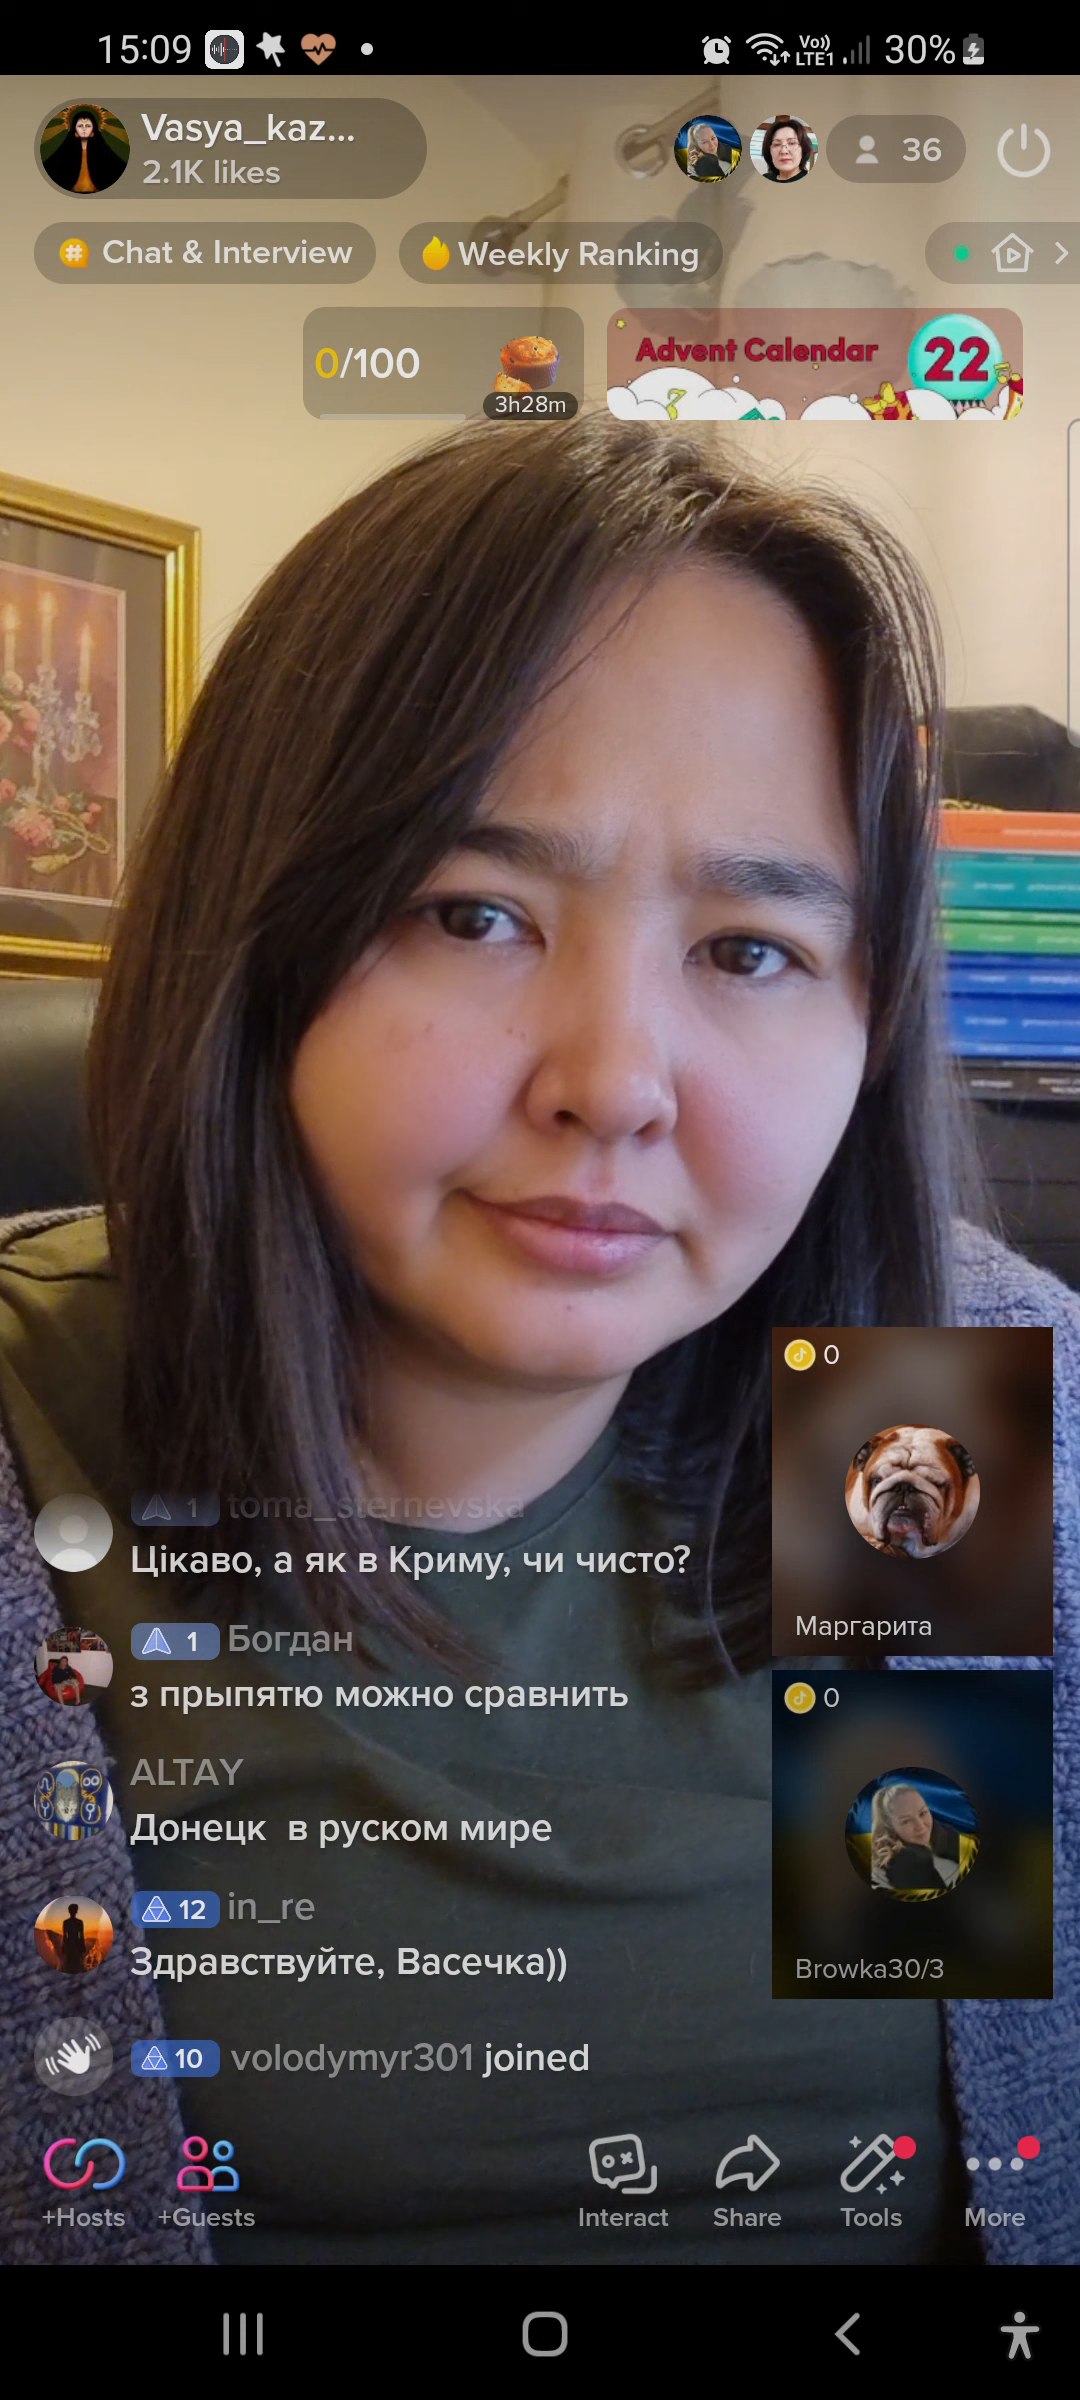 15:09
Vo))
LTE1
30%
Vasya_kaz...
2.1K likes
36
Chat & Interview
Weekly Ranking
0/100
3h28m
Advent Calendar
22
0
Маргарита
0
Browka30/3
1 toma_sternevska
Цікаво, а як в Криму, чи чисто?
1 Богдан
з прыпятю можно сравнить
ALTAY
Донецк в руском мире
12 in_re
Здравствуйте, Васечка))
10 volodymyr301 joined
+Hosts
+Guests
Interact
Share
Tools
More